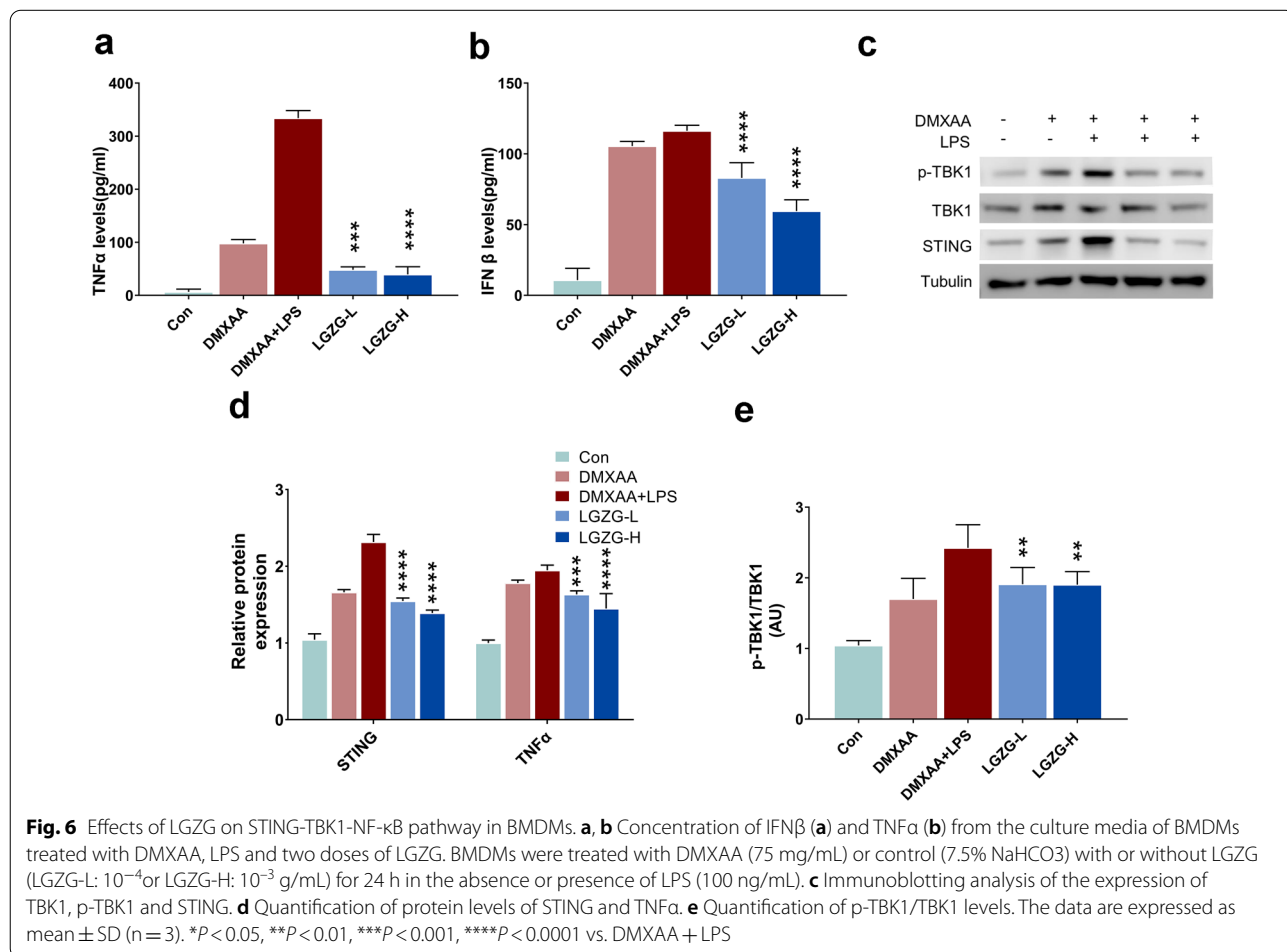 a
400
300
200
100
0
TNFα levels(pg/ml)
***
****
Con
DMXAA
DMXAA+LPS
LGZG-L
LGZG-H
b
150
100
50
0
IFN β levels(pg/ml)
****
****
Con
DMXAA
DMXAA+LPS
LGZG-L
LGZG-H
c
DMXAA - + + + +
LPS - - + + +
p-TBK1
TBK1
STING
Tubulin
d
Con
DMXAA
DMXAA+LPS
LGZG-L
LGZG-H
3
2
1
0
Relative protein
expression
****
****
***
****
STING
TNFα
e
3
2
1
0
p-TBK1/TBK1
(AU)
**
**
Con
DMXAA
DMXAA+LPS
LGZG-L
LGZG-H
Fig. 6 Effects of LGZG on STING-TBK1-NF-κB pathway in BMDMs. a, b Concentration of IFNβ (a) and TNFα (b) from the culture media of BMDMs
treated with DMXAA, LPS and two doses of LGZG. BMDMs were treated with DMXAA (75 mg/mL) or control (7.5% NaHCO3) with or without LGZG
(LGZG-L: 10⁻⁴or LGZG-H: 10⁻³ g/mL) for 24 h in the absence or presence of LPS (100 ng/mL). c Immunoblotting analysis of the expression of
TBK1, p-TBK1 and STING. d Quantification of protein levels of STING and TNFα. e Quantification of p-TBK1/TBK1 levels. The data are expressed as
mean ± SD (n = 3). *P < 0.05, **P < 0.01, ***P < 0.001, ****P < 0.0001 vs. DMXAA + LPS